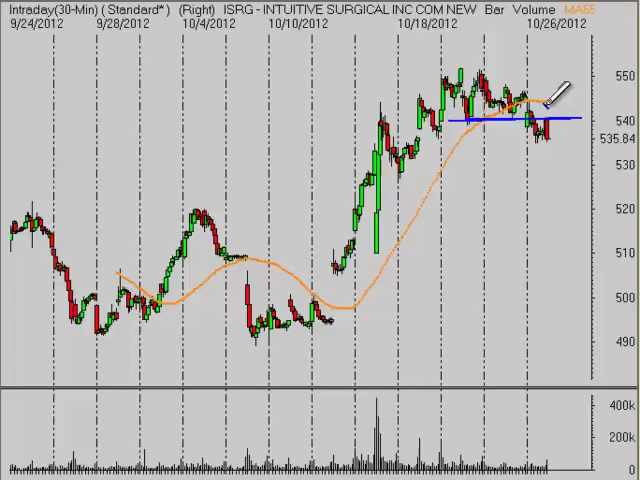 Intraday(30-Min) ( Standard*) (Right) ISRG - INTUITIVE SURGICAL INC COM NEW Bar Volume MA65
9/24/2012 9/28/2012 10/4/2012 10/10/2012 10/18/2012 10/26/2012
550
540
535.84
530
520
510
500
490
400k
200k
0